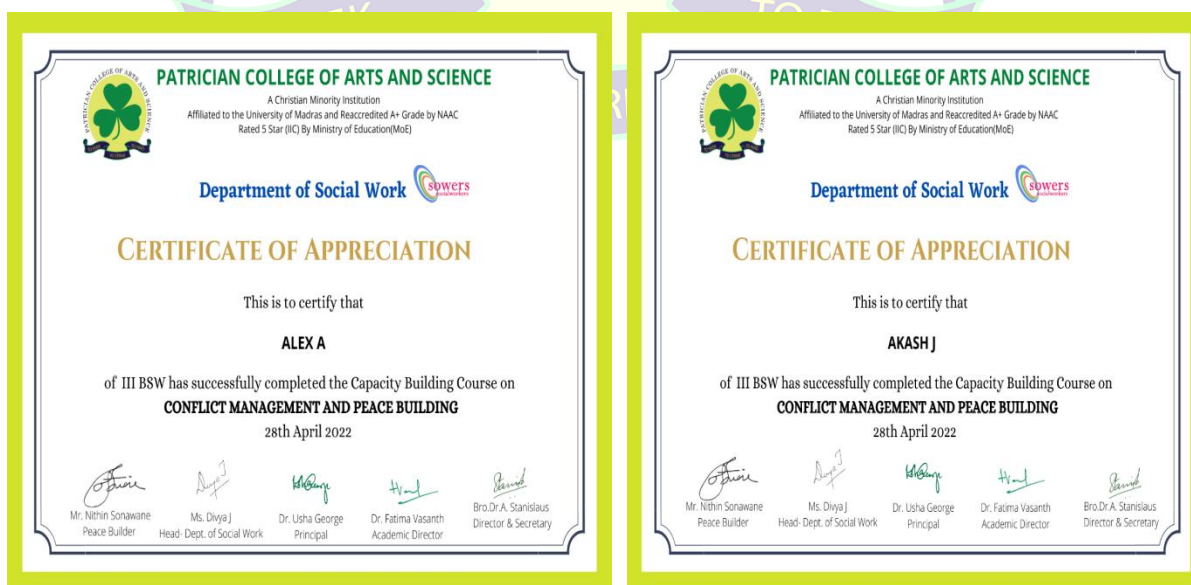 PATRICIAN COLLEGE OF ARTS AND SCIENCE
A Christian Minority Institution
Affiliated to the University of Madras and Reaccredited A+ Grade by NAAC
Rated 5 Star (IIC) By Ministry of Education(MoE)
Department of Social Work
sowers
socialworkers
CERTIFICATE OF APPRECIATION
This is to certify that
ALEX A
of III BSW has successfully completed the Capacity Building Course on
CONFLICT MANAGEMENT AND PEACE BUILDING
28th April 2022
Mr. Nithin Sonawane
Peace Builder
Ms. Divya J
Head- Dept. of Social Work
Dr. Usha George
Principal
Dr. Fatima Vasanth
Academic Director
Bro.Dr.A. Stanislaus
Director & Secretary
PATRICIAN COLLEGE OF ARTS AND SCIENCE
A Christian Minority Institution
Affiliated to the University of Madras and Reaccredited A+ Grade by NAAC
Rated 5 Star (IIC) By Ministry of Education(MoE)
Department of Social Work
sowers
socialworkers
CERTIFICATE OF APPRECIATION
This is to certify that
AKASH J
of III BSW has successfully completed the Capacity Building Course on
CONFLICT MANAGEMENT AND PEACE BUILDING
28th April 2022
Mr. Nithin Sonawane
Peace Builder
Ms. Divya J
Head- Dept. of Social Work
Dr. Usha George
Principal
Dr. Fatima Vasanth
Academic Director
Bro.Dr.A. Stanislaus
Director & Secretary